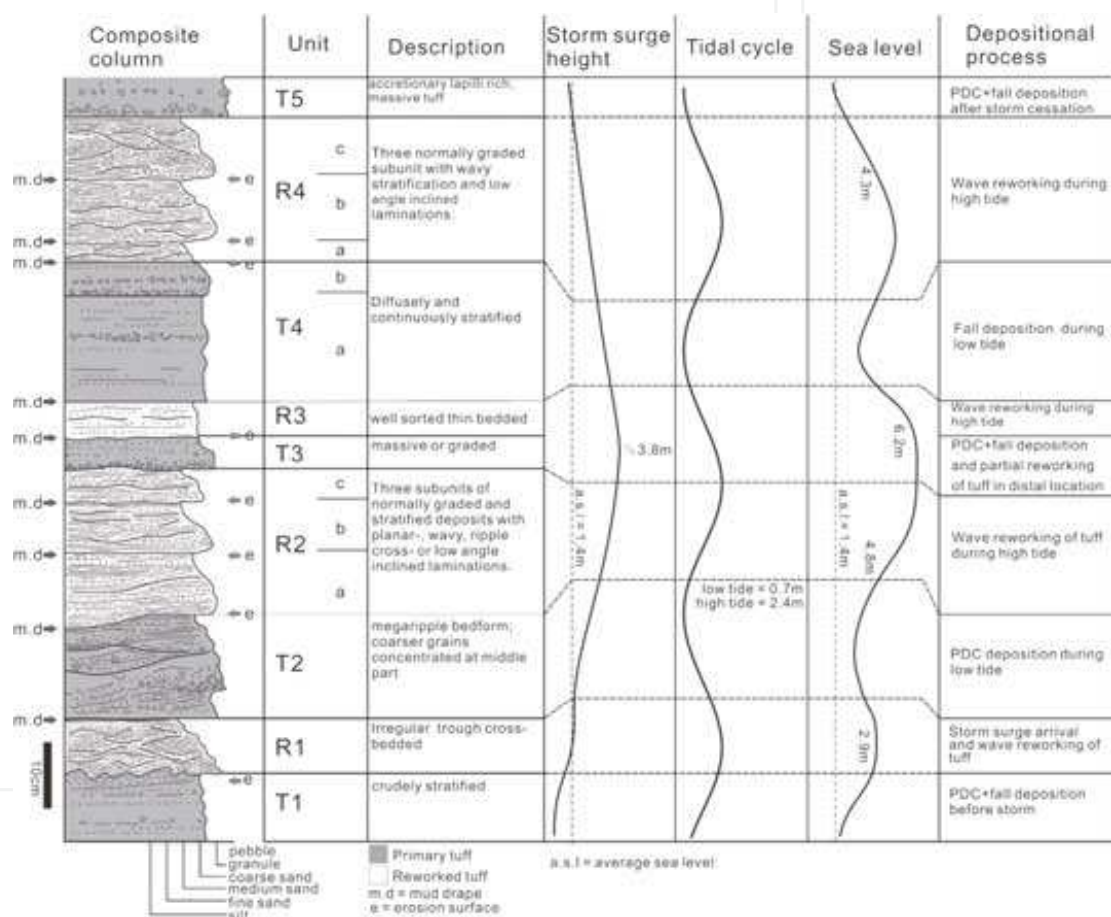 Composite column
Unit
Description
Storm surge height
Tidal cycle
Sea level
Depositional process
T5
accretionary lapilli rich,
massive tuff
PDC+fall deposition
after storm cessation
R4
c
b
a
Three normally graded
subunit with wavy
stratification and low
angle inclined
laminations.
Wave reworking during
high tide
m.d
e
m.d
e
m.d
e
4.3m
T4
b
a
Diffusely and
continuously stratified
Fall deposition during
low tide
m.d
R3
well sorted thin bedded
Wave reworking during
high tide
m.d
e
T3
massive or graded
3.8m
6.2m
PDC+fall deposition
and partial reworking
of tuff in distal location
R2
c
b
a
Three subunits of
normally graded and
stratified deposits with
planar-, wavy, ripple
cross- or low angle
inclined laminations.
a.s.l = 1.4m
a.s.l = 1.4m
4.8m
Wave reworking of tuff
during high tide
m.d
e
m.d
e
e
low tide = 0.7m
high tide = 2.4m
m.d
T2
megaripple bedform;
coarser grains
concentrated at middle
part
PDC deposition during
low tide
m.d
R1
Irregular trough cross-
bedded
2.9m
Storm surge arrival
and wave reworking of
tuff
10cm
e
T1
crudely stratified
PDC+fall deposition
before storm
pebble
granule
coarse sand
medium sand
fine sand
silt
Primary tuff
Reworked tuff
m.d = mud drape
e = erosion surface
a.s.l = average sea level